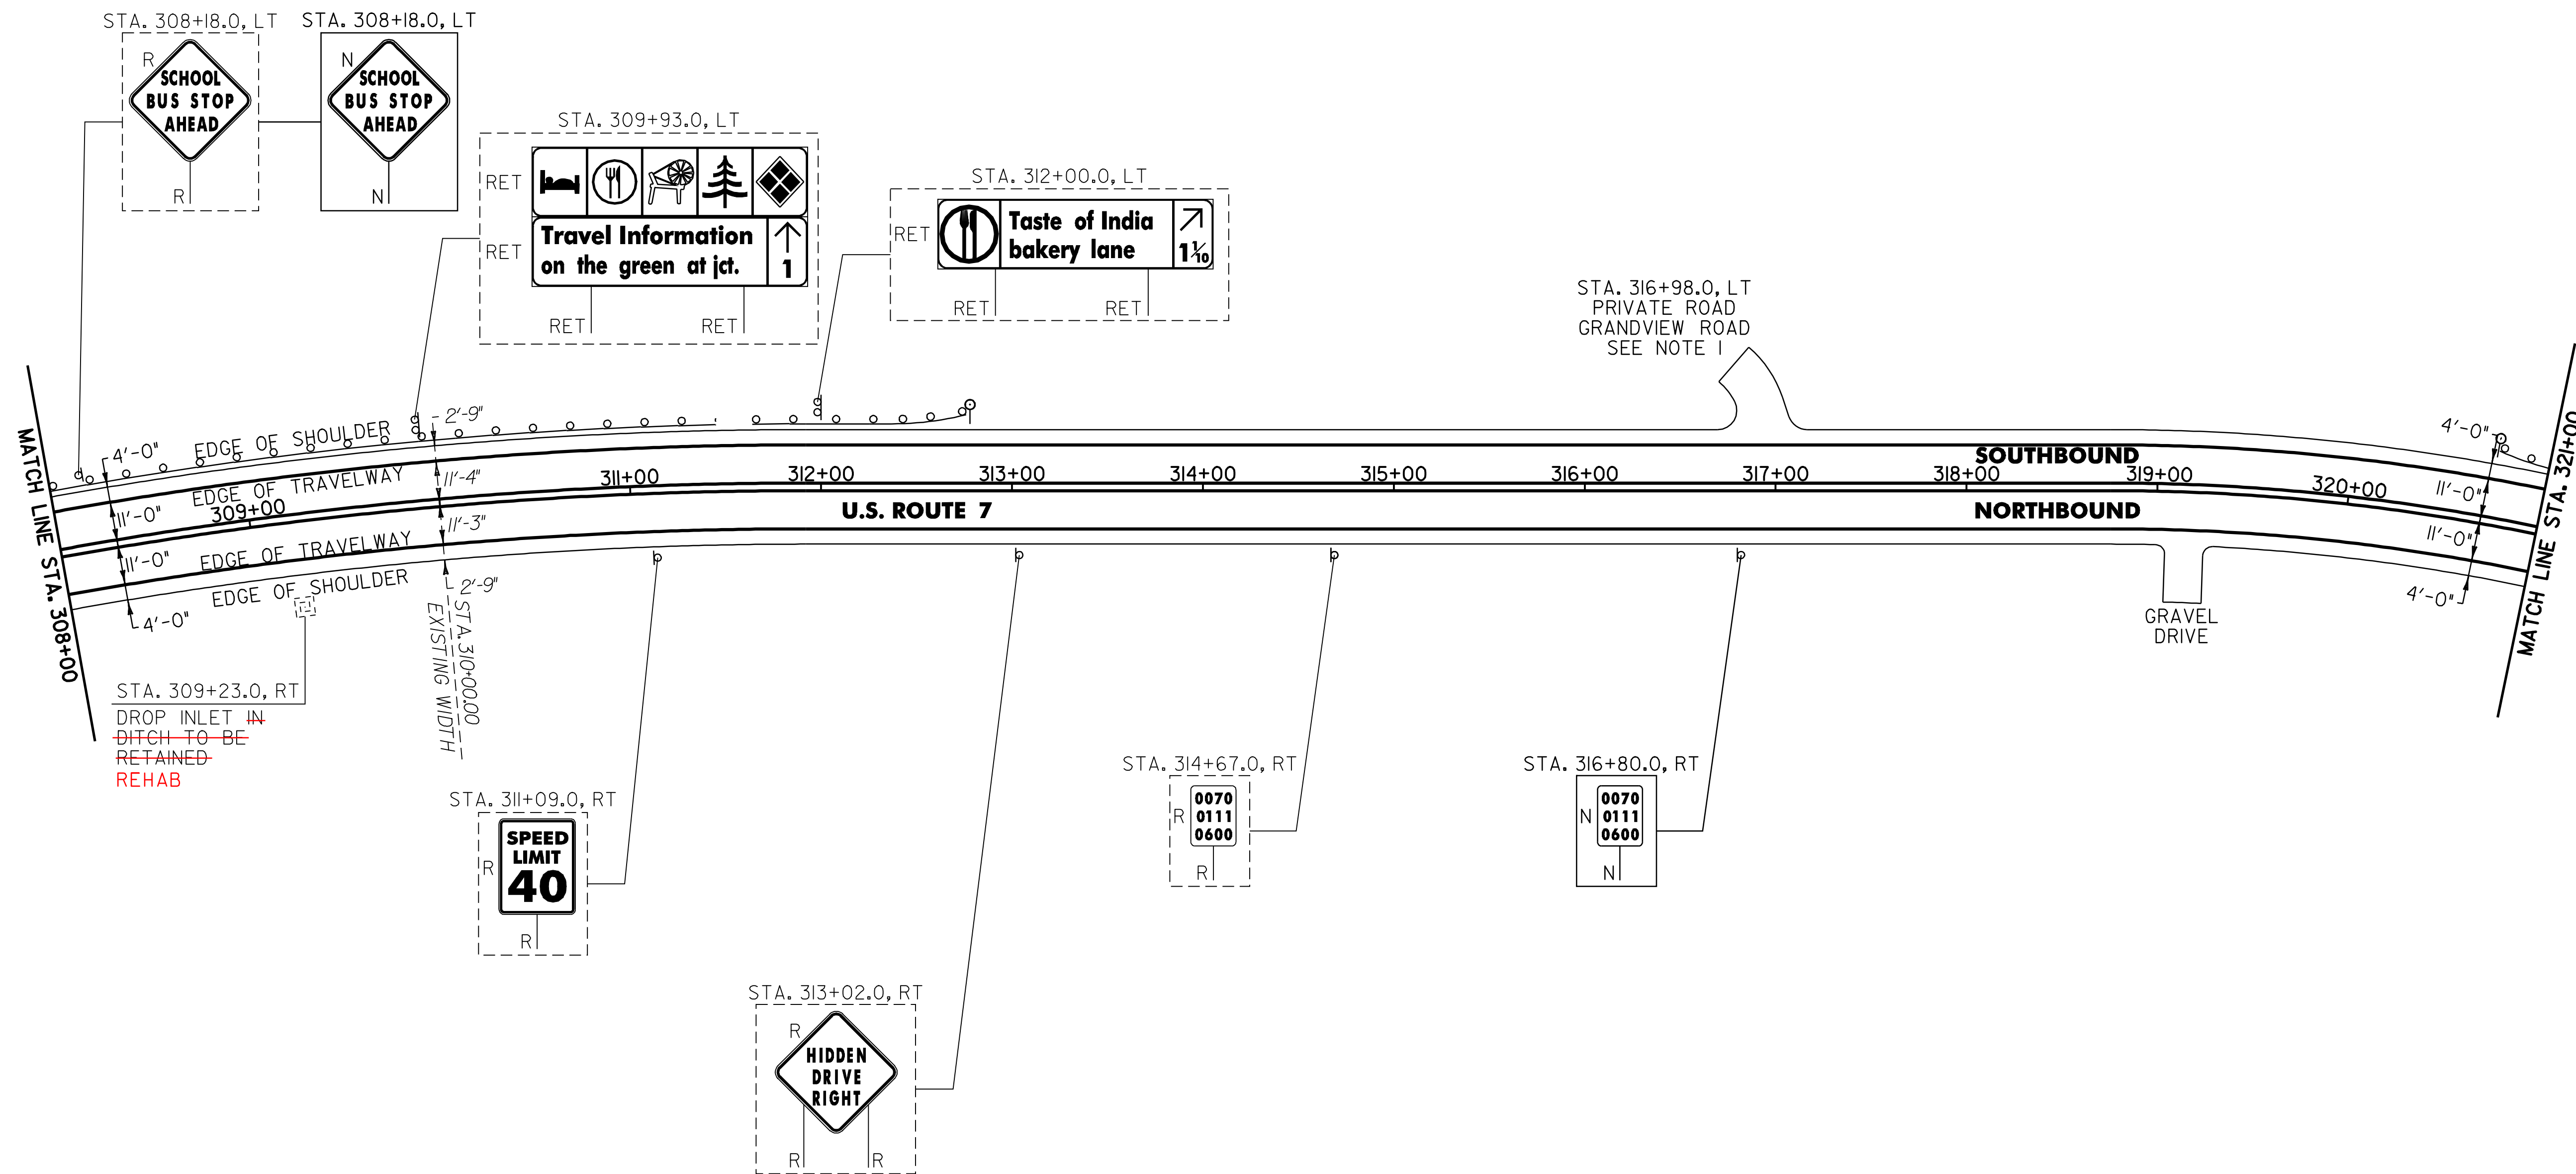 STA. 308+18.0, LT
R
SCHOOL
BUS STOP
AHEAD
R
STA. 308+18.0, LT
N
SCHOOL
BUS STOP
AHEAD
N
STA. 309+93.0, LT
RET
RET
Travel Information
on the green at jct.
1
RET
RET
STA. 312+00.0, LT
RET
Taste of India
bakery lane
1 1/10
RET
RET
STA. 316+98.0, LT
PRIVATE ROAD
GRANDVIEW ROAD
SEE NOTE 1
MATCH LINE STA. 308+00
4'-0"
EDGE OF SHOULDER
2'-9"
EDGE OF TRAVELWAY
11'-4"
11'-0"
309+00
311+00
312+00
313+00
314+00
315+00
316+00
317+00
318+00
319+00
320+00
SOUTHBOUND
4'-0"
11'-0"
MATCH LINE STA. 321+00
11'-0"
EDGE OF TRAVELWAY
11'-3"
U.S. ROUTE 7
NORTHBOUND
11'-0"
4'-0"
EDGE OF SHOULDER
2'-9"
STA. 310+00.00
EXISTING WIDTH
4'-0"
GRAVEL
DRIVE
STA. 309+23.0, RT
DROP INLET IN
DITCH TO BE
RETAINED
REHAB
STA. 311+09.0, RT
R
SPEED
LIMIT
40
R
STA. 313+02.0, RT
R
HIDDEN
DRIVE
RIGHT
R
R
STA. 314+67.0, RT
R
0070
0111
0600
R
STA. 316+80.0, RT
N
0070
0111
0600
N